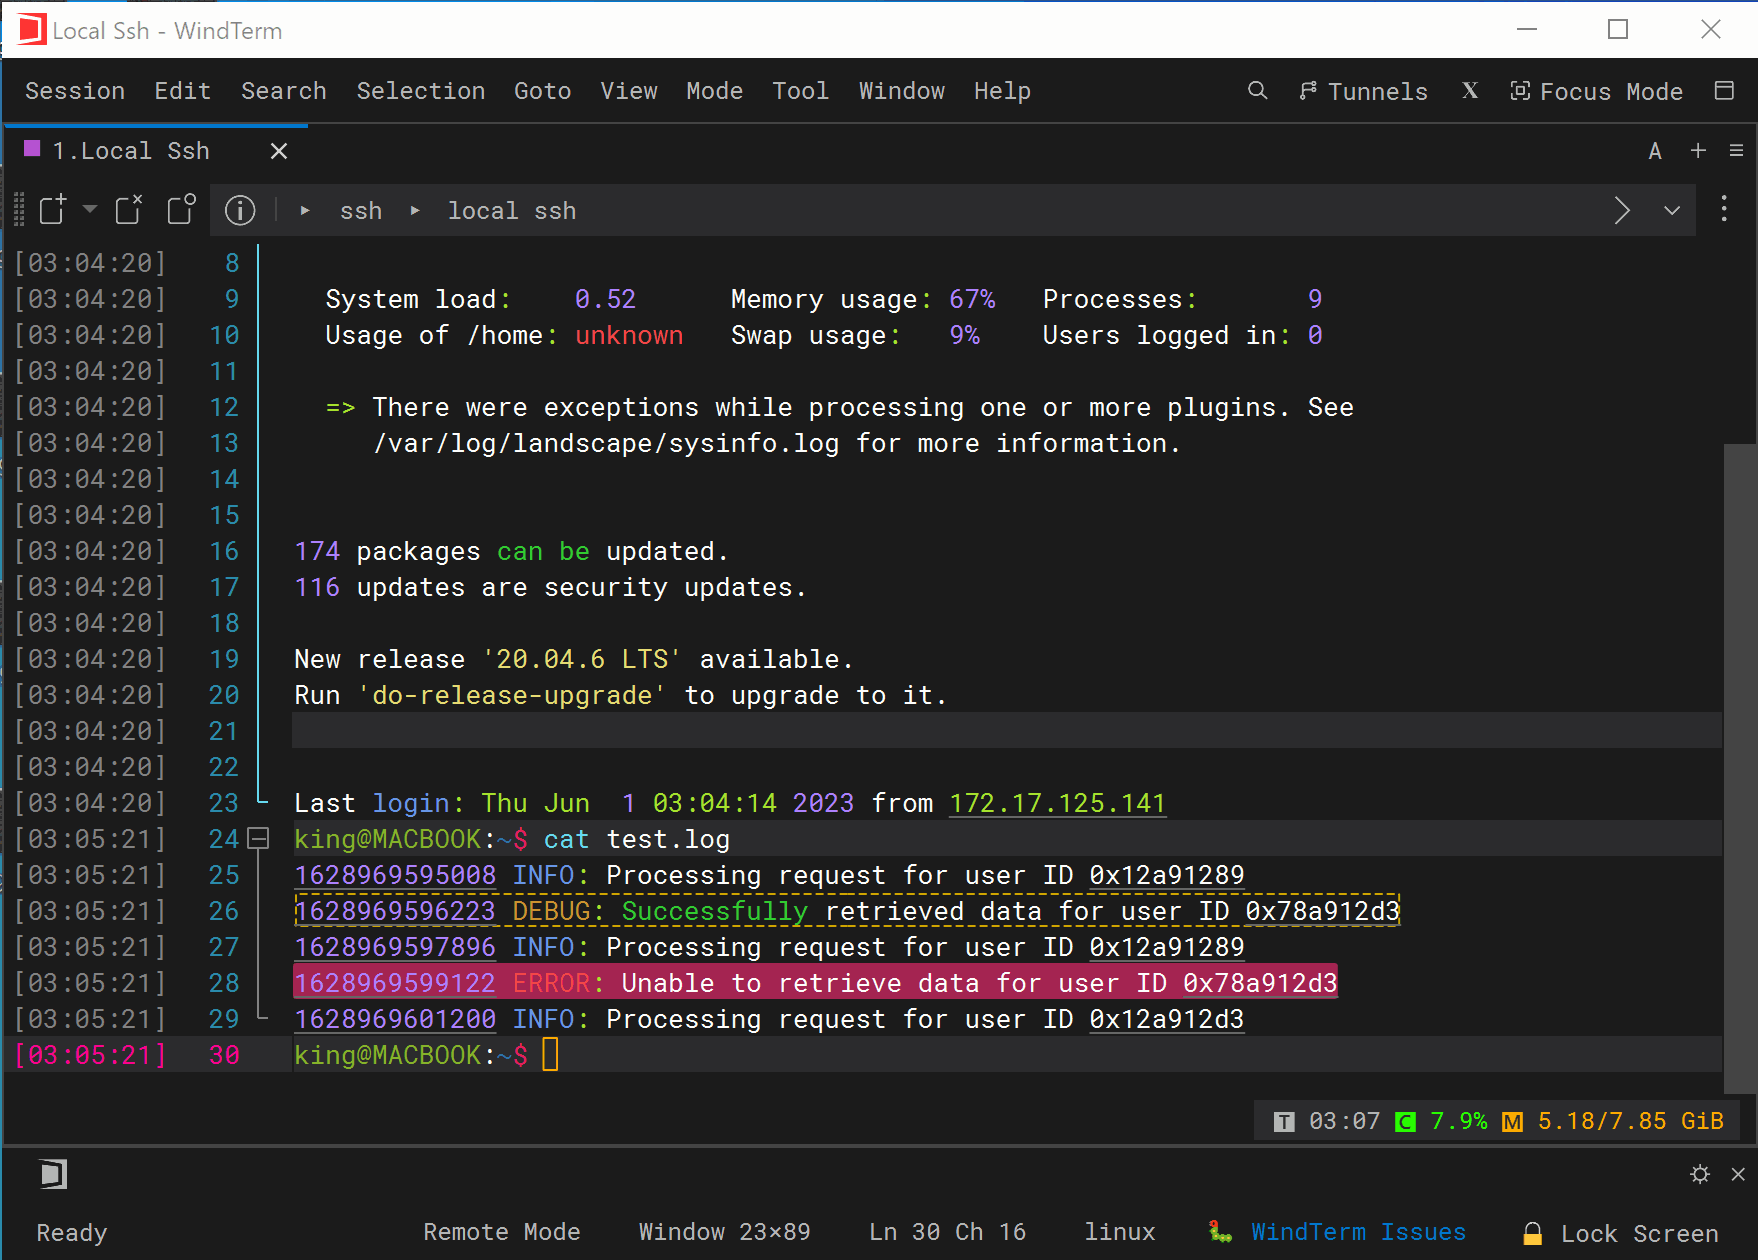 Local Ssh - WindTerm
Session Edit Search Selection Goto View Mode Tool Window Help Tunnels X Focus Mode
1.Local Ssh A
ssh local ssh
[03:04:20] 8
[03:04:20] 9 System load: 0.52 Memory usage: 67% Processes: 9
[03:04:20] 10 Usage of /home: unknown Swap usage: 9% Users logged in: 0
[03:04:20] 11
[03:04:20] 12 => There were exceptions while processing one or more plugins. See
[03:04:20] 13 /var/log/landscape/sysinfo.log for more information.
[03:04:20] 14
[03:04:20] 15
[03:04:20] 16 174 packages can be updated.
[03:04:20] 17 116 updates are security updates.
[03:04:20] 18
[03:04:20] 19 New release '20.04.6 LTS' available.
[03:04:20] 20 Run 'do-release-upgrade' to upgrade to it.
[03:04:20] 21
[03:04:20] 22
[03:04:20] 23 Last login: Thu Jun  1 03:04:14 2023 from 172.17.125.141
[03:05:21] 24 king@MACBOOK:~$ cat test.log
[03:05:21] 25 1628969595008 INFO: Processing request for user ID 0x12a91289
[03:05:21] 26 1628969596223 DEBUG: Successfully retrieved data for user ID 0x78a912d3
[03:05:21] 27 1628969597896 INFO: Processing request for user ID 0x12a91289
[03:05:21] 28 1628969599122 ERROR: Unable to retrieve data for user ID 0x78a912d3
[03:05:21] 29 1628969601200 INFO: Processing request for user ID 0x12a912d3
[03:05:21] 30 king@MACBOOK:~$
T 03:07 C 7.9% M 5.18/7.85 GiB
Ready Remote Mode Window 23×89 Ln 30 Ch 16 linux WindTerm Issues Lock Screen